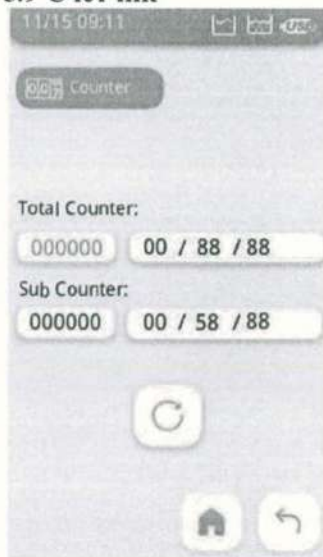 11/15 09:11
Counter
Total Counter:
000000 00 / 88 / 88
Sub Counter:
000000 00 / 58 / 88